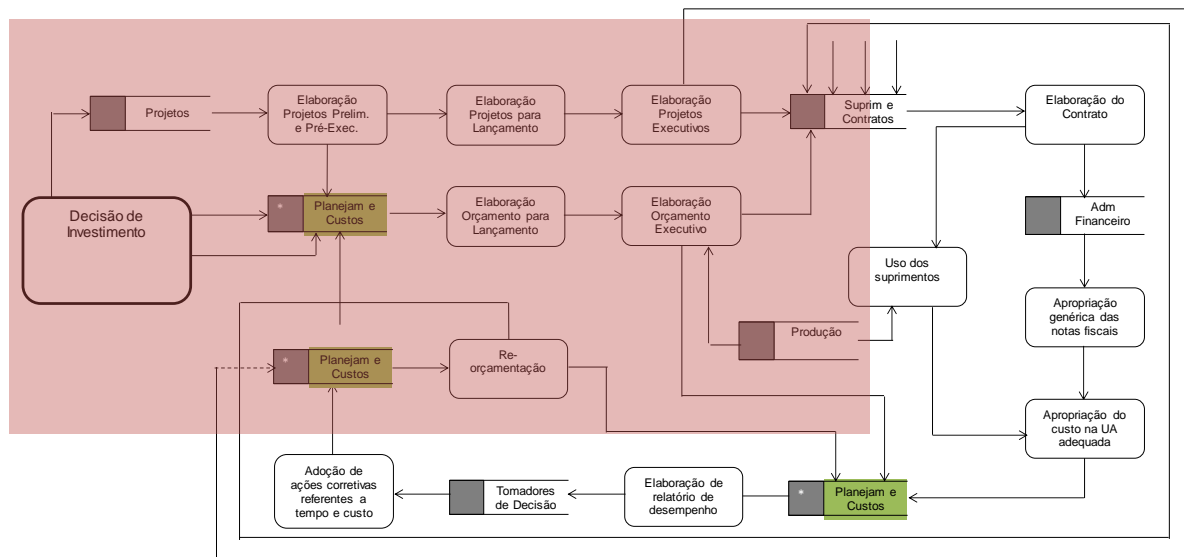 Projetos
Elaboração
Projetos Prelim.
e Pré-Exec.
Elaboração
Projetos para
Lançamento
Elaboração
Projetos
Executivos
Suprim e
Contratos
Elaboração do
Contrato
Decisão de
Investimento
Planejam e
Custos
Elaboração
Orçamento para
Lançamento
Elaboração
Orçamento
Executivo
Adm
Financeiro
Uso dos
suprimentos
Apropriação
genérica das
notas fiscais
Produção
Planejam e
Custos
Re-
orçamentação
Apropriação do
custo na UA
adequada
Adoção de
ações corretivas
referentes a
tempo e custo
Tomadores
de Decisão
Elaboração de
relatório de
desempenho
Planejam e
Custos